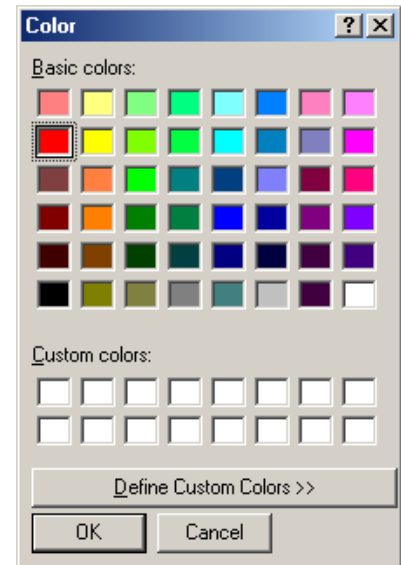 Color ? ×
Basic colors:
Custom colors:
Define Custom Colors >>
OK Cancel